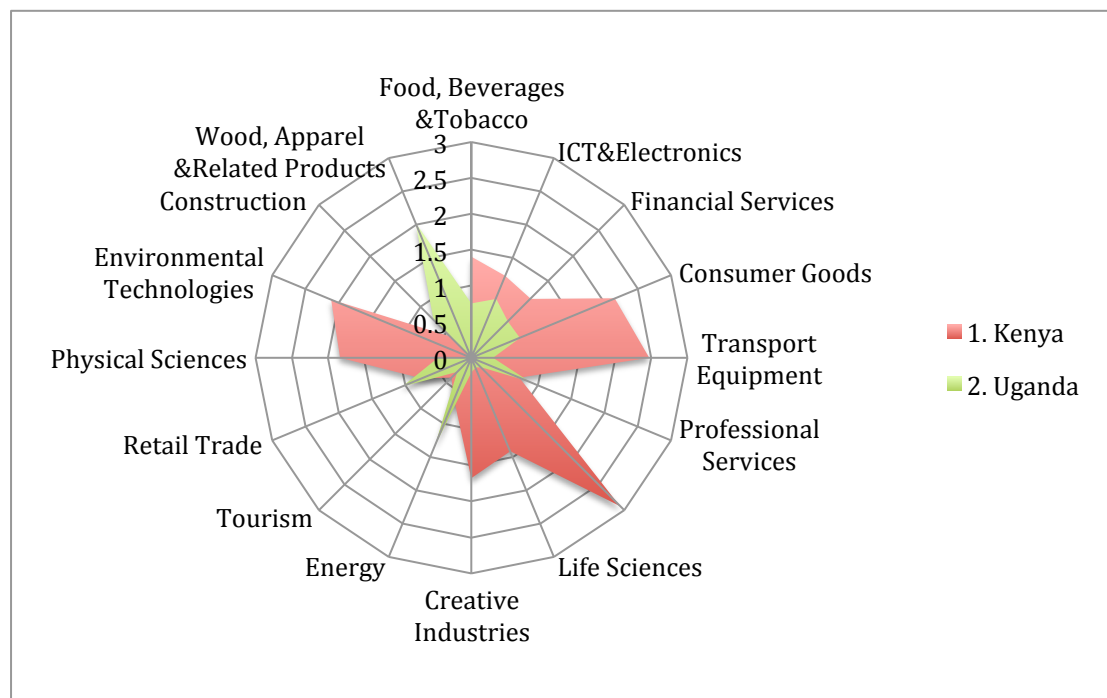 Food, Beverages
&Tobacco
ICT&Electronics
Financial Services
Consumer Goods
Transport
Equipment
Professional
Services
Life Sciences
Creative
Industries
Energy
Tourism
Retail Trade
Physical Sciences
Environmental
Technologies
Construction
Wood, Apparel
&Related Products
3
2.5
2
1.5
1
0.5
0
1. Kenya
2. Uganda